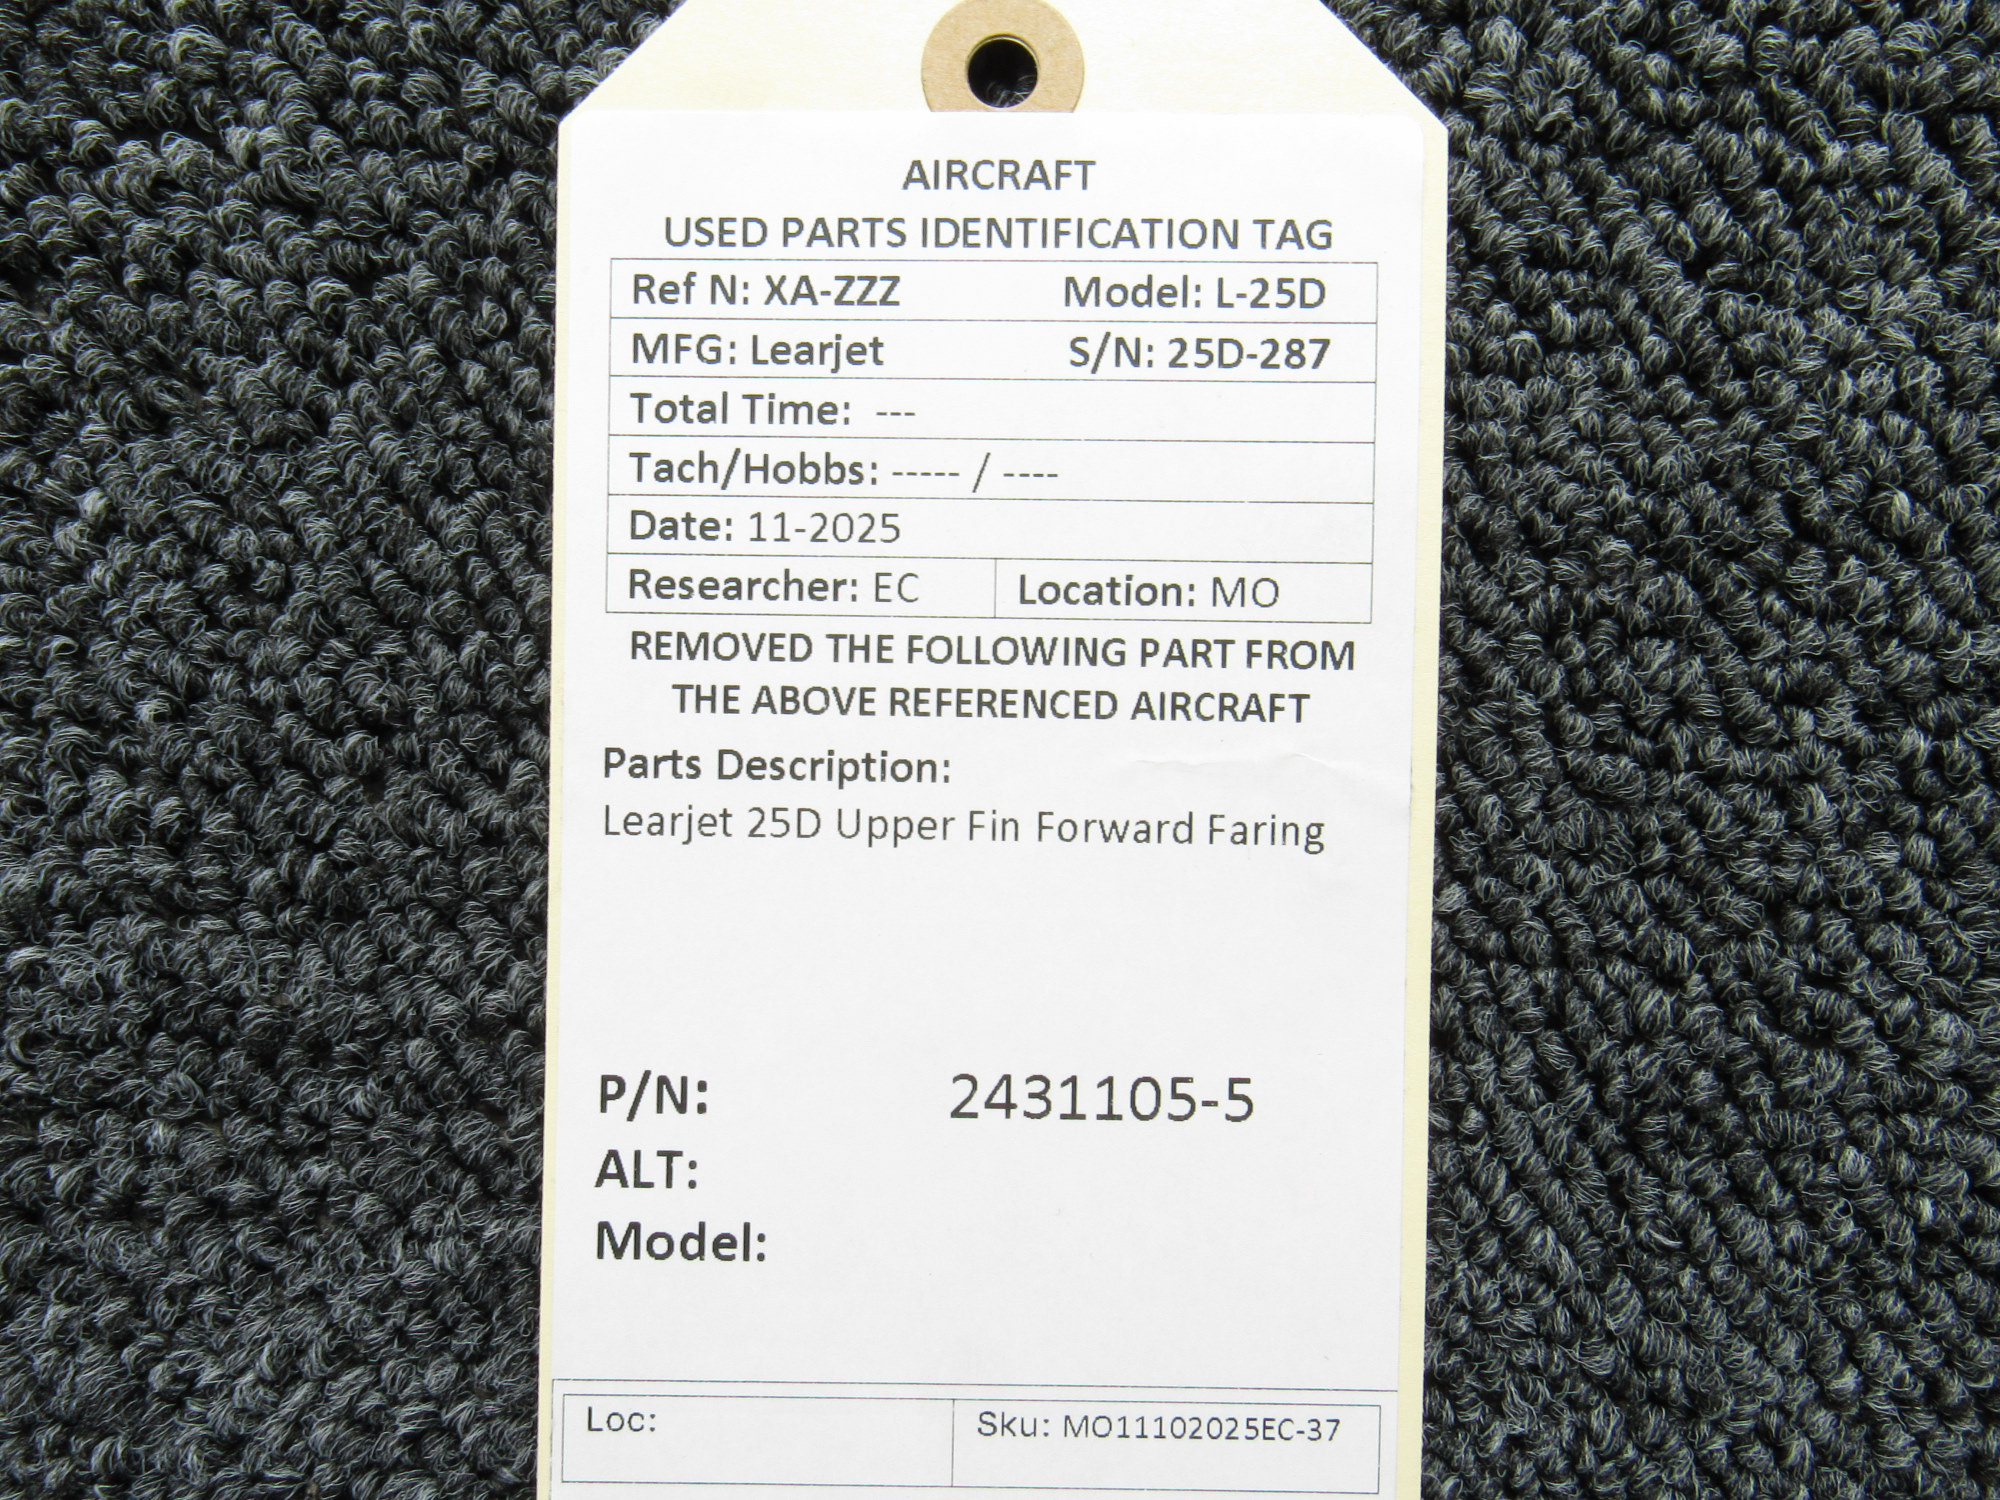 AIRCRAFT
USED PARTS IDENTIFICATION TAG
Ref N: XA-ZZZ Model: L-25D
MFG: Learjet S/N: 25D-287
Total Time: ---
Tach/Hobbs: ----- / ----
Date: 11-2025
Researcher: EC Location: MO
REMOVED THE FOLLOWING PART FROM
THE ABOVE REFERENCED AIRCRAFT
Parts Description:
Learjet 25D Upper Fin Forward Faring
P/N: 2431105-5
ALT:
Model:
Loc: Sku: MO11102025EC-37